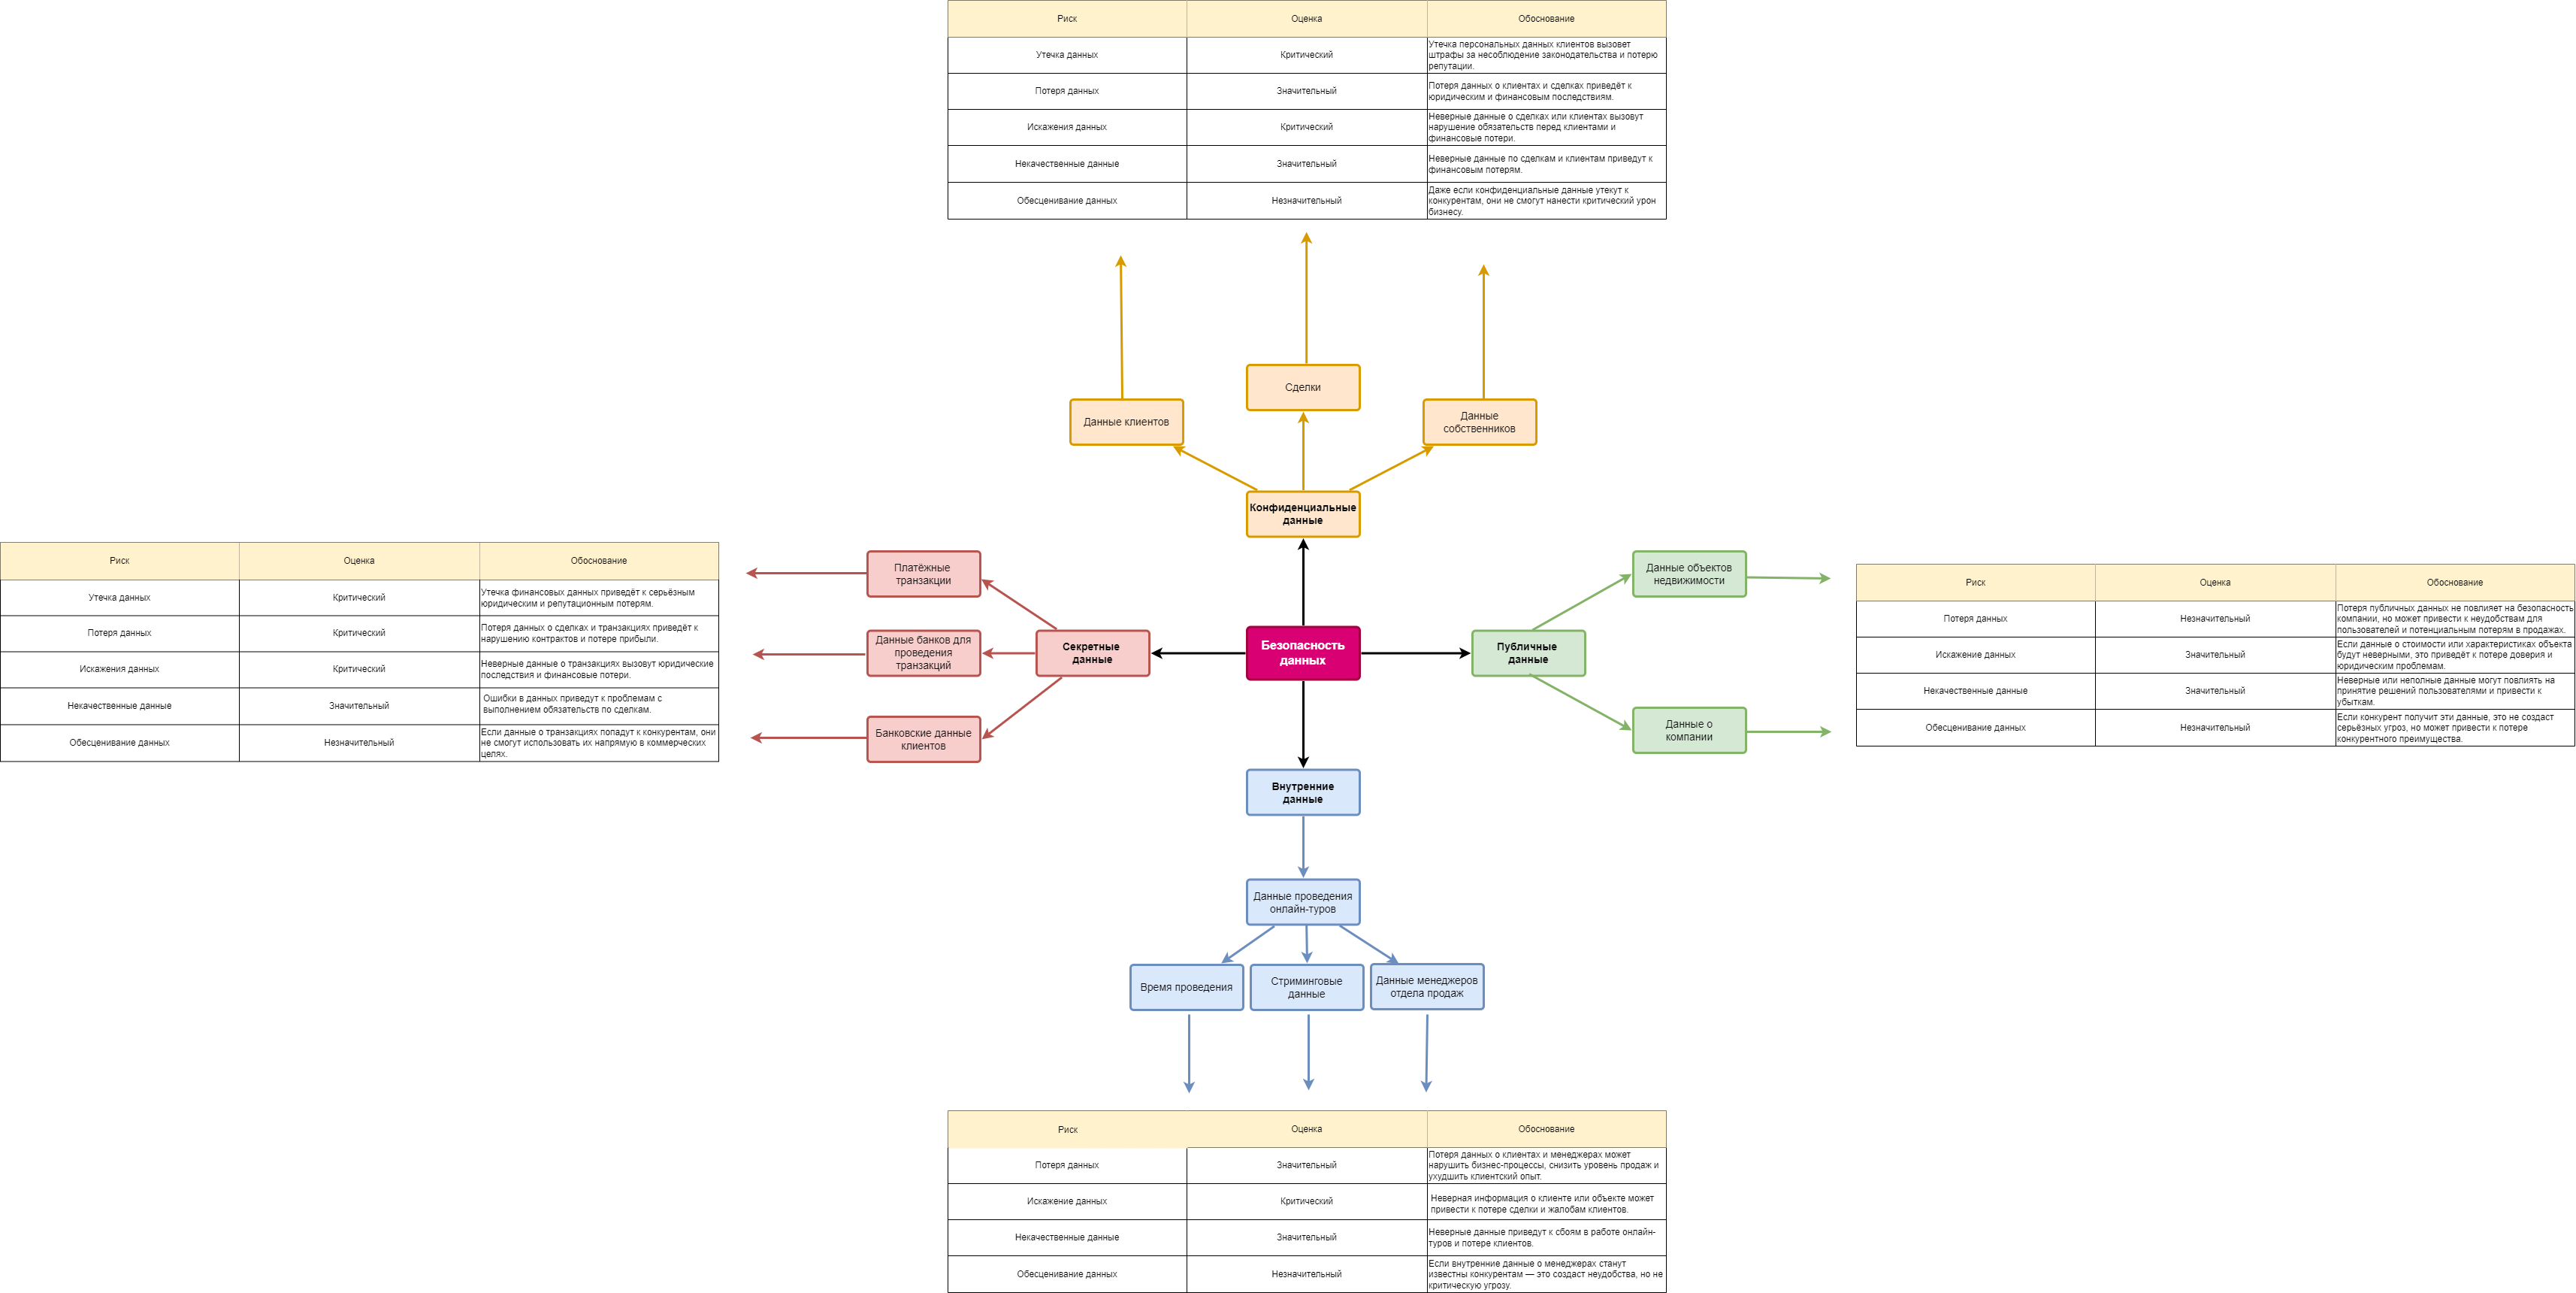 Риск
Оценка
Обоснование
Утечка данных
Критический
Утечка персональных данных клиентов вызовет
штрафы за несоблюдение законодательства и потерю
репутации.
Потеря данных
Значительный
Потеря данных о клиентах и сделках приведёт к
юридическим и финансовым последствиям.
Искажения данных
Критический
Неверные данные о сделках или клиентах вызовут
нарушение обязательств перед клиентами и
финансовые потери.
Некачественные данные
Значительный
Неверные данные по сделкам и клиентам приведут к
финансовым потерям.
Обесценивание данных
Незначительный
Даже если конфиденциальные данные утекут к
конкурентам, они не смогут нанести критический урон
бизнесу.
Сделки
Данные клиентов
Данные
собственников
Конфиденциальные
данные
Риск
Оценка
Обоснование
Утечка данных
Критический
Утечка финансовых данных приведёт к серьёзным
юридическим и репутационным потерям.
Потеря данных
Критический
Потеря данных о сделках и транзакциях приведёт к
нарушению контрактов и потере прибыли.
Искажения данных
Критический
Неверные данные о транзакциях вызовут юридические
последствия и финансовые потери.
Некачественные данные
Значительный
Ошибки в данных приведут к проблемам с
выполнением обязательств по сделкам.
Обесценивание данных
Незначительный
Если данные о транзакциях попадут к конкурентам, они
не смогут использовать их напрямую в коммерческих
целях.
Платёжные
транзакции
Данные банков для
проведения
транзакций
Банковские данные
клиентов
Секретные
данные
Безопасность
данных
Публичные
данные
Данные объектов
недвижимости
Данные о
компании
Риск
Оценка
Обоснование
Потеря данных
Незначительный
Потеря публичных данных не повлияет на безопасность
компании, но может привести к неудобствам для
пользователей и потенциальным потерям в продажах.
Искажение данных
Значительный
Если данные о стоимости или характеристиках объекта
будут неверными, это приведёт к потере доверия и
юридическим проблемам.
Некачественные данные
Значительный
Неверные или неполные данные могут повлиять на
принятие решений пользователями и привести к
убыткам.
Обесценивание данных
Незначительный
Если конкурент получит эти данные, это не создаст
серьёзных угроз, но может привести к потере
конкурентного преимущества.
Внутренние
данные
Данные проведения
онлайн-туров
Время проведения
Стриминговые
данные
Данные менеджеров
отдела продаж
Риск
Оценка
Обоснование
Потеря данных
Значительный
Потеря данных о клиентах и менеджерах может
нарушить бизнес-процессы, снизить уровень продаж и
ухудшить клиентский опыт.
Искажение данных
Критический
Неверная информация о клиенте или объекте может
привести к потере сделки и жалобам клиентов.
Некачественные данные
Значительный
Неверные данные приведут к сбоям в работе онлайн-
туров и потере клиентов.
Обесценивание данных
Незначительный
Если внутренние данные о менеджерах станут
известны конкурентам — это создаст неудобства, но не
критическую угрозу.